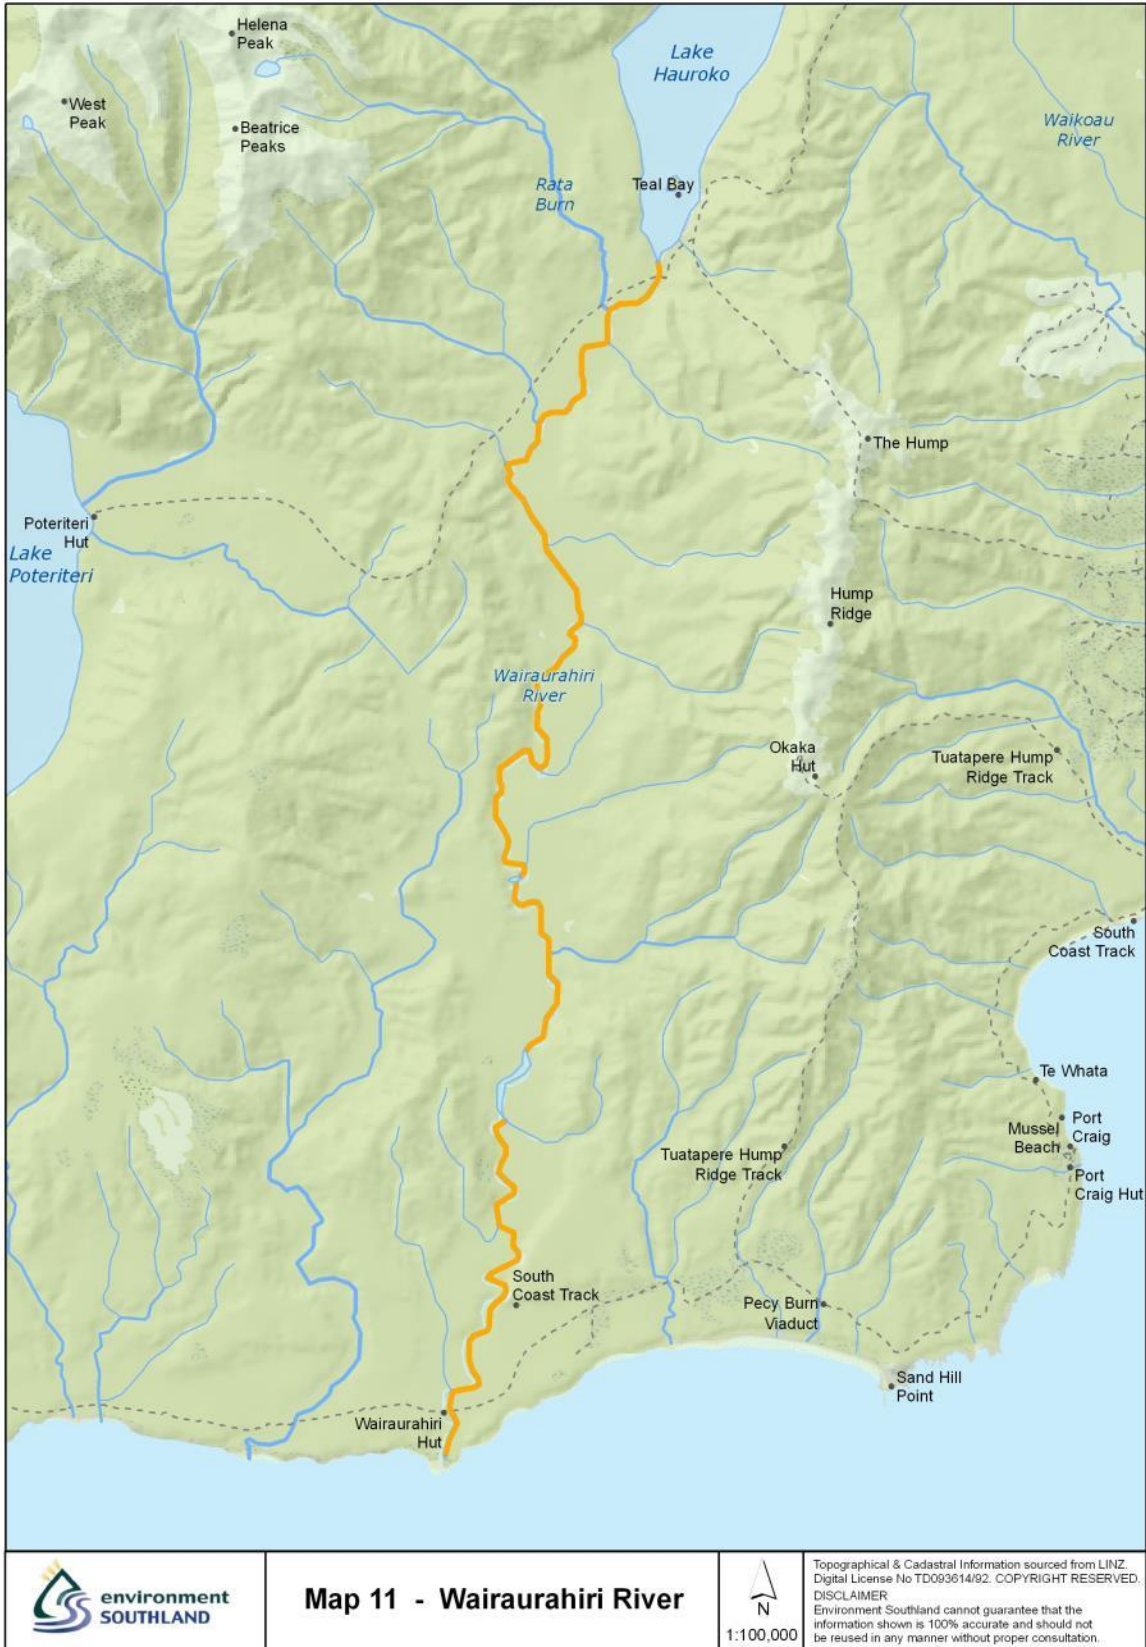 Helena
Peak
Lake
Hauroko
West
Peak
Beatrice
Peaks
Waikoau
River
Rata
Burn
Teal Bay
The Hump
Poteriteri
Hut
Lake
Poteriteri
Hump
Ridge
Wairaurahiri
River
Okaka
Hut
Tuatapere Hump
Ridge Track
South
Coast Track
Te Whata
Mussel
Beach
Port
Craig
Port
Craig Hut
Tuatapere Hump
Ridge Track
South
Coast Track
Pecy Burn
Viaduct
Sand Hill
Point
Wairaurahiri
Hut
environment
SOUTHLAND
Map 11 - Wairaurahiri River
N
1:100,000
Topographical & Cadastral Information sourced from LINZ.
Digital License No TD093614/92. COPYRIGHT RESERVED.
DISCLAIMER
Environment Southland cannot guarantee that the
information shown is 100% accurate and should not
be reused in any manner without proper consultation.